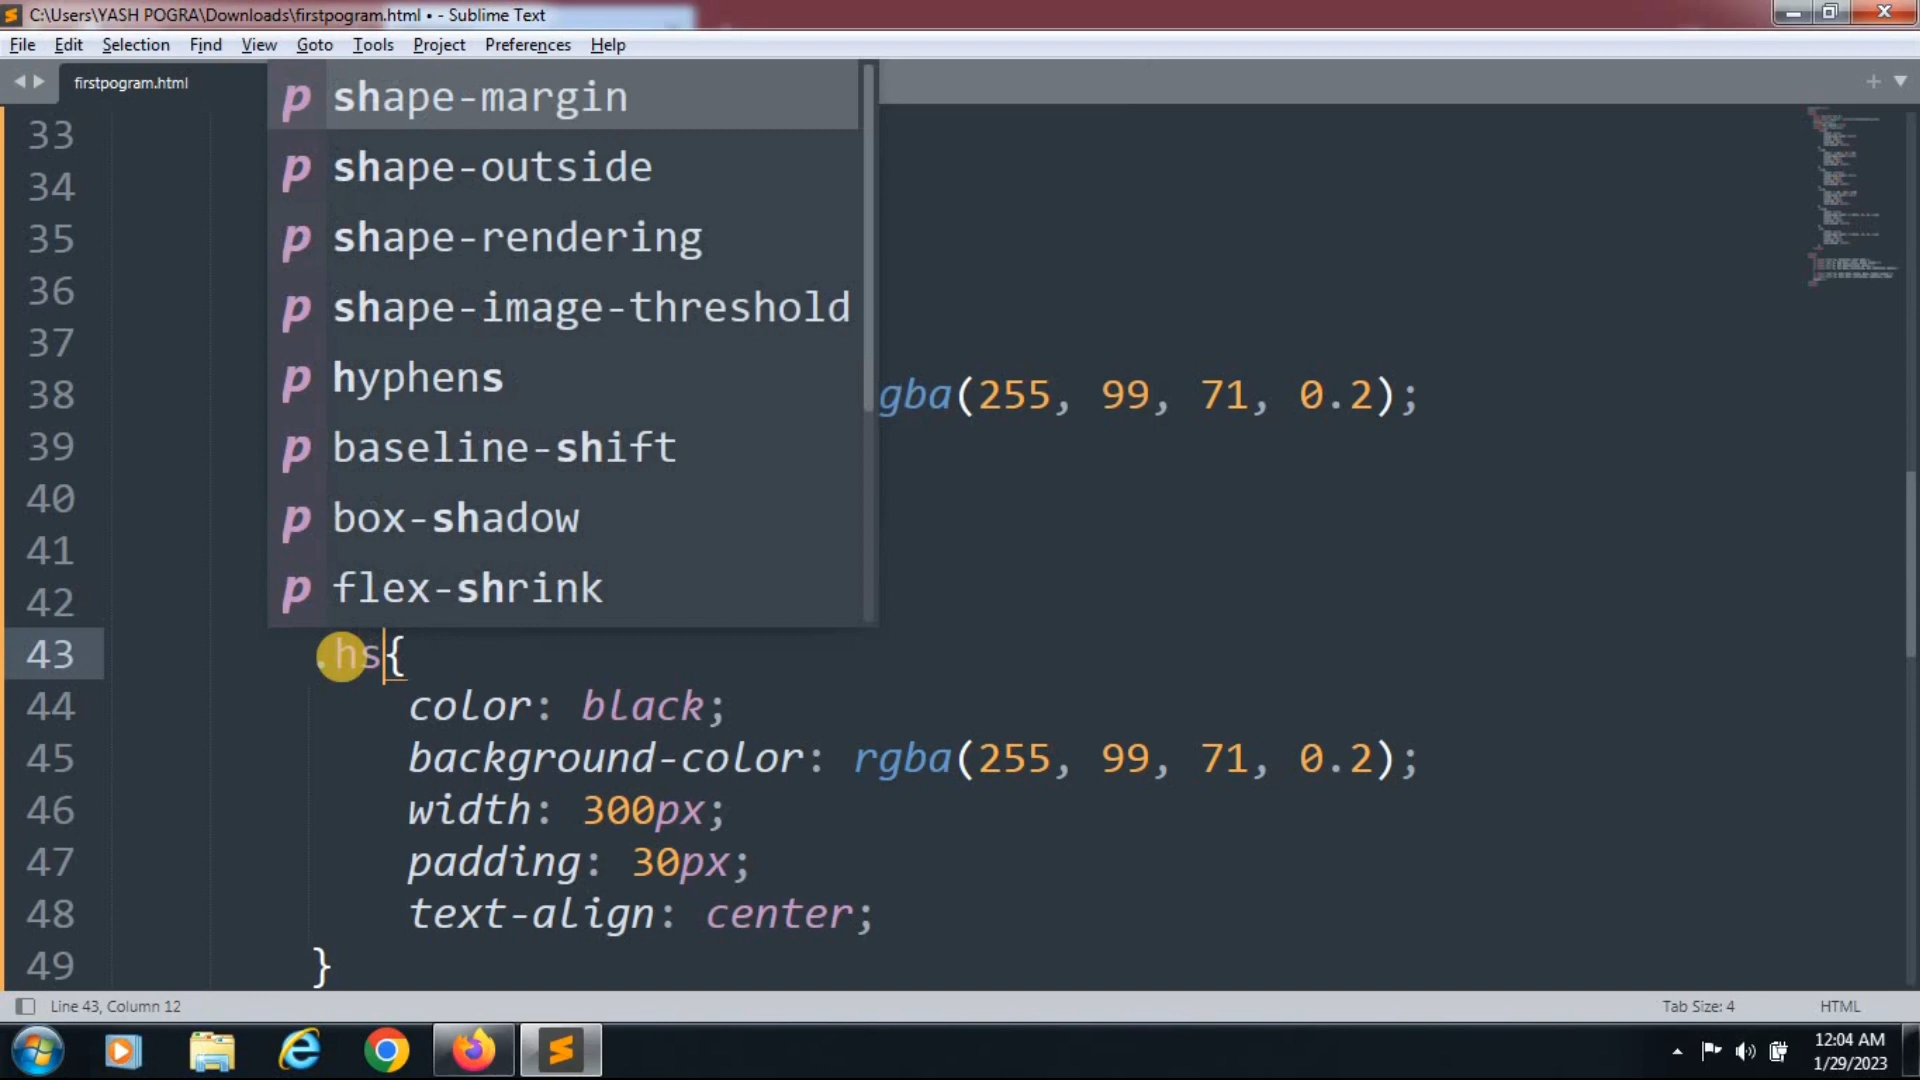 C:\Users\YASH POGRA\Downloads\firstpogram.html • - Sublime Text
File Edit Selection Find View Goto Tools Project Preferences Help
firstpogram.html
shape-margin
shape-outside
shape-rendering
shape-image-threshold
hyphens
baseline-shift
box-shadow
flex-shrink
33
34
35
36
37
38 gba(255, 99, 71, 0.2);
39
40
41
42
43 .hs{
44 color: black;
45 background-color: rgba(255, 99, 71, 0.2);
46 width: 300px;
47 padding: 30px;
48 text-align: center;
49 }
Line 43, Column 12 Tab Size: 4 HTML
12:04 AM
1/29/2023